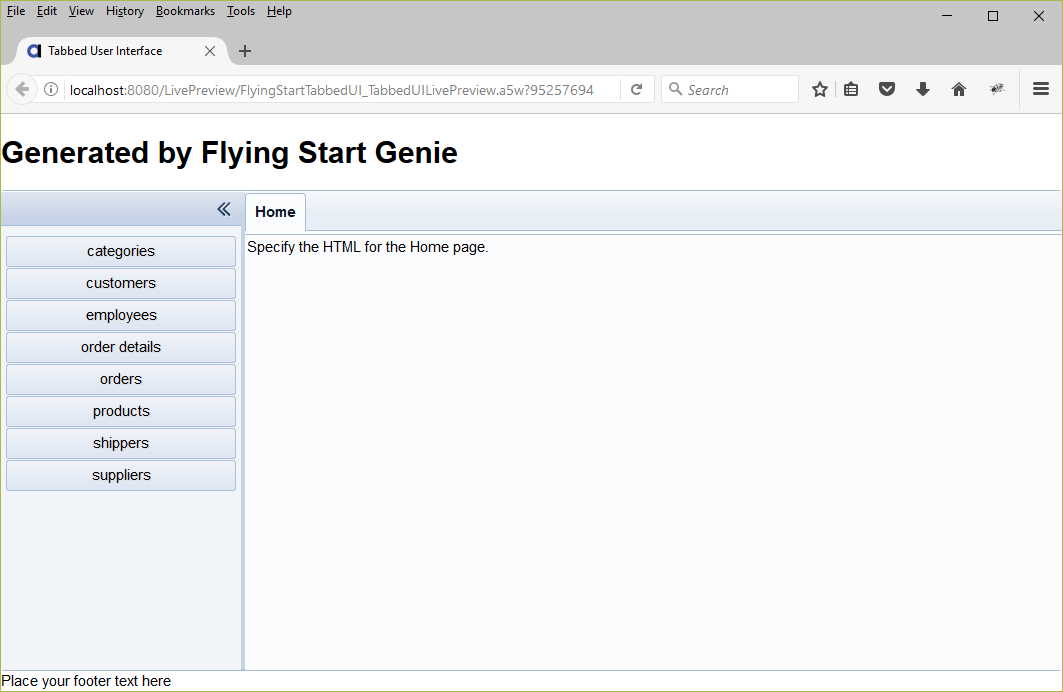 File Edit View History Bookmarks Tools Help
Tabbed User Interface
localhost:8080/LivePreview/FlyingStartTabbedUI_TabbedUILivePreview.a5w?95257694
Search
Generated by Flying Start Genie
Home
categories
customers
employees
order details
orders
products
shippers
suppliers
Specify the HTML for the Home page.
Place your footer text here